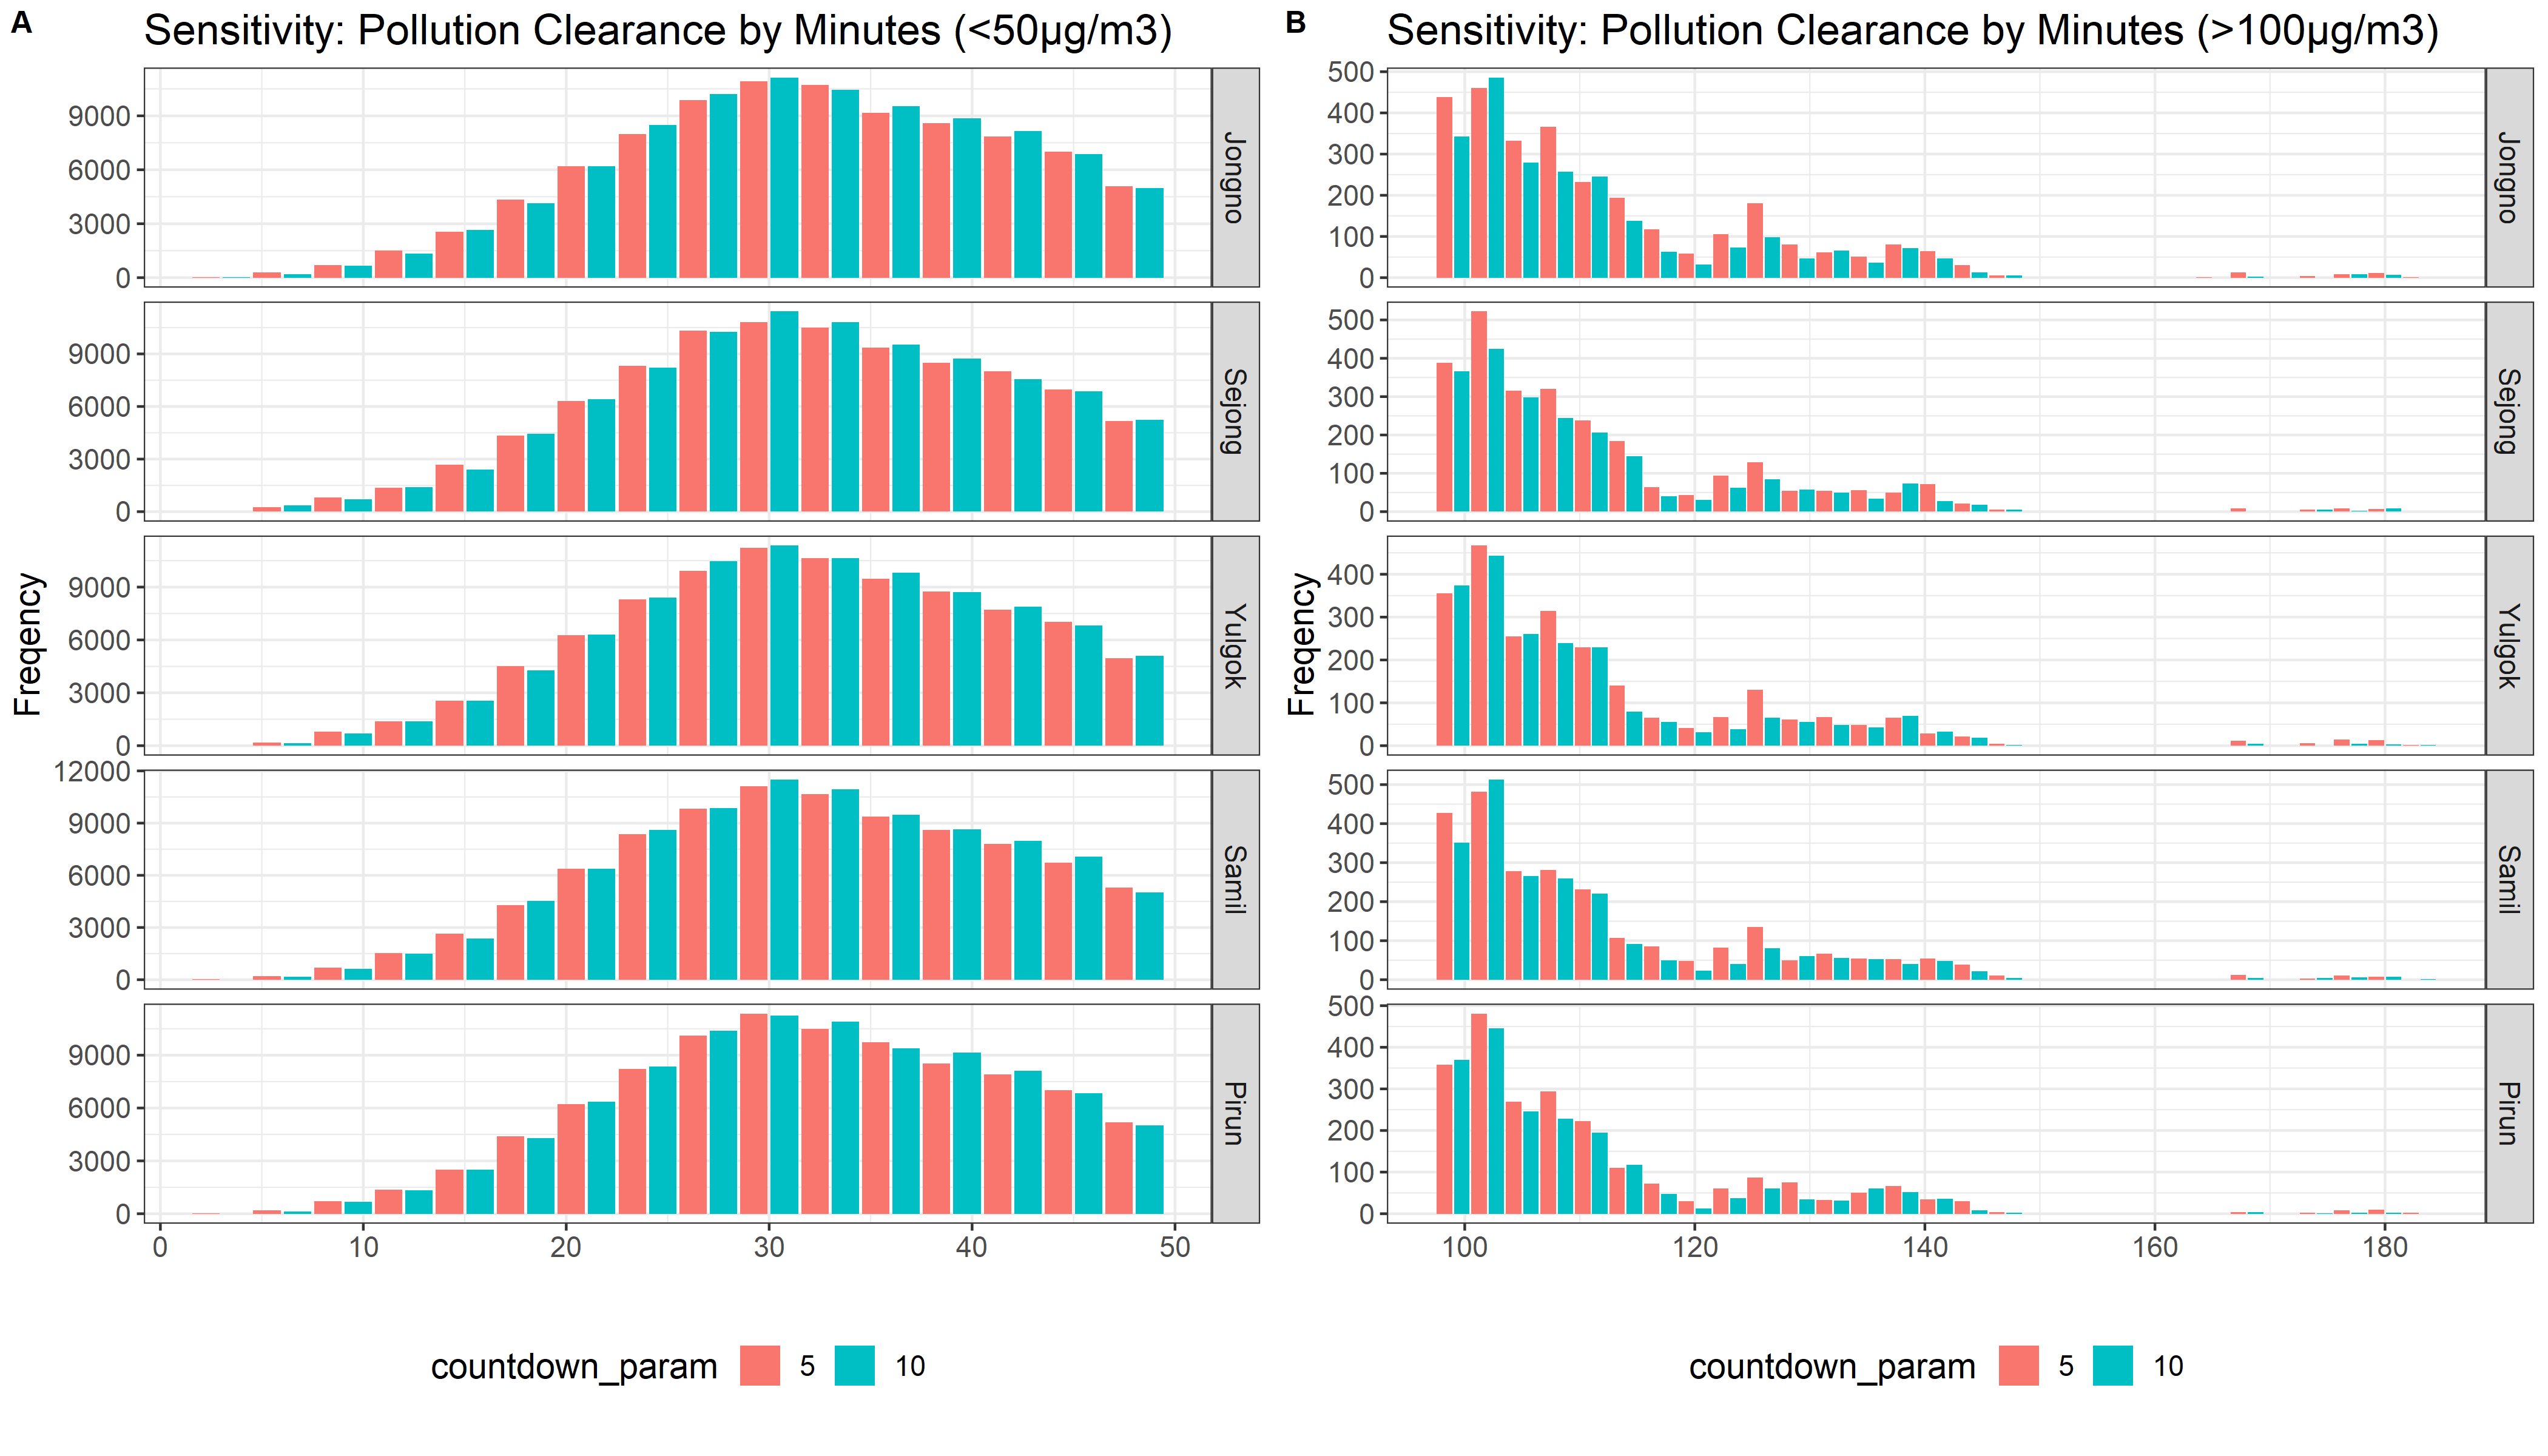 A
Sensitivity: Pollution Clearance by Minutes (<50µg/m3)
Freqency
9000
6000
3000
0
Jongno
9000
6000
3000
0
Sejong
9000
6000
3000
0
Yulgok
12000
9000
6000
3000
0
Samil
9000
6000
3000
0
Pirun
0 10 20 30 40 50
countdown_param 5 10
B
Sensitivity: Pollution Clearance by Minutes (>100µg/m3)
Freqency
500
400
300
200
100
0
Jongno
500
400
300
200
100
0
Sejong
400
300
200
100
0
Yulgok
500
400
300
200
100
0
Samil
500
400
300
200
100
0
Pirun
100 120 140 160 180
countdown_param 5 10